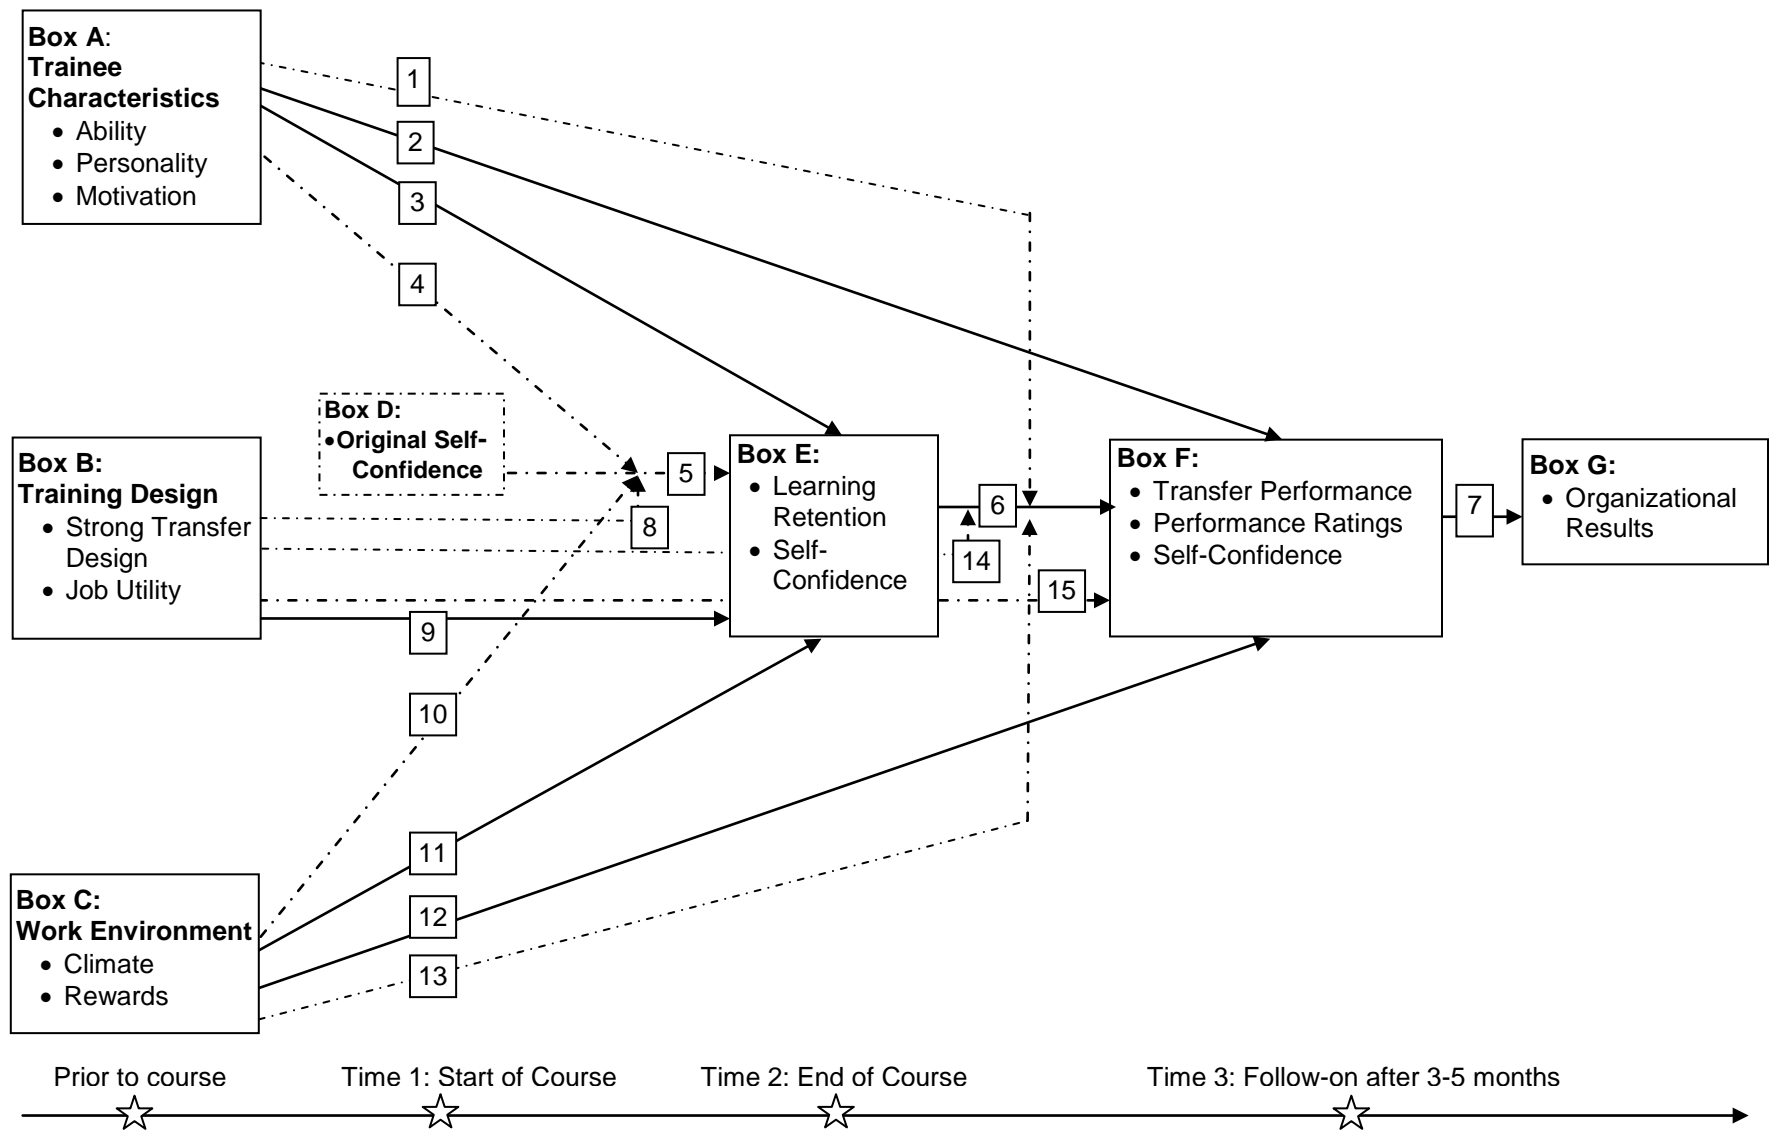 Box A:
Trainee
Characteristics
• Ability
• Personality
• Motivation
1
2
3
4
Box D:
•Original Self-
Confidence
Box B:
Training Design
• Strong Transfer
Design
• Job Utility
5
8
Box E:
• Learning
Retention
• Self-
Confidence
6
14
15
Box F:
• Transfer Performance
• Performance Ratings
• Self-Confidence
7
Box G:
• Organizational
Results
9
10
11
12
13
Box C:
Work Environment
• Climate
• Rewards
Prior to course
Time 1: Start of Course
Time 2: End of Course
Time 3: Follow-on after 3-5 months